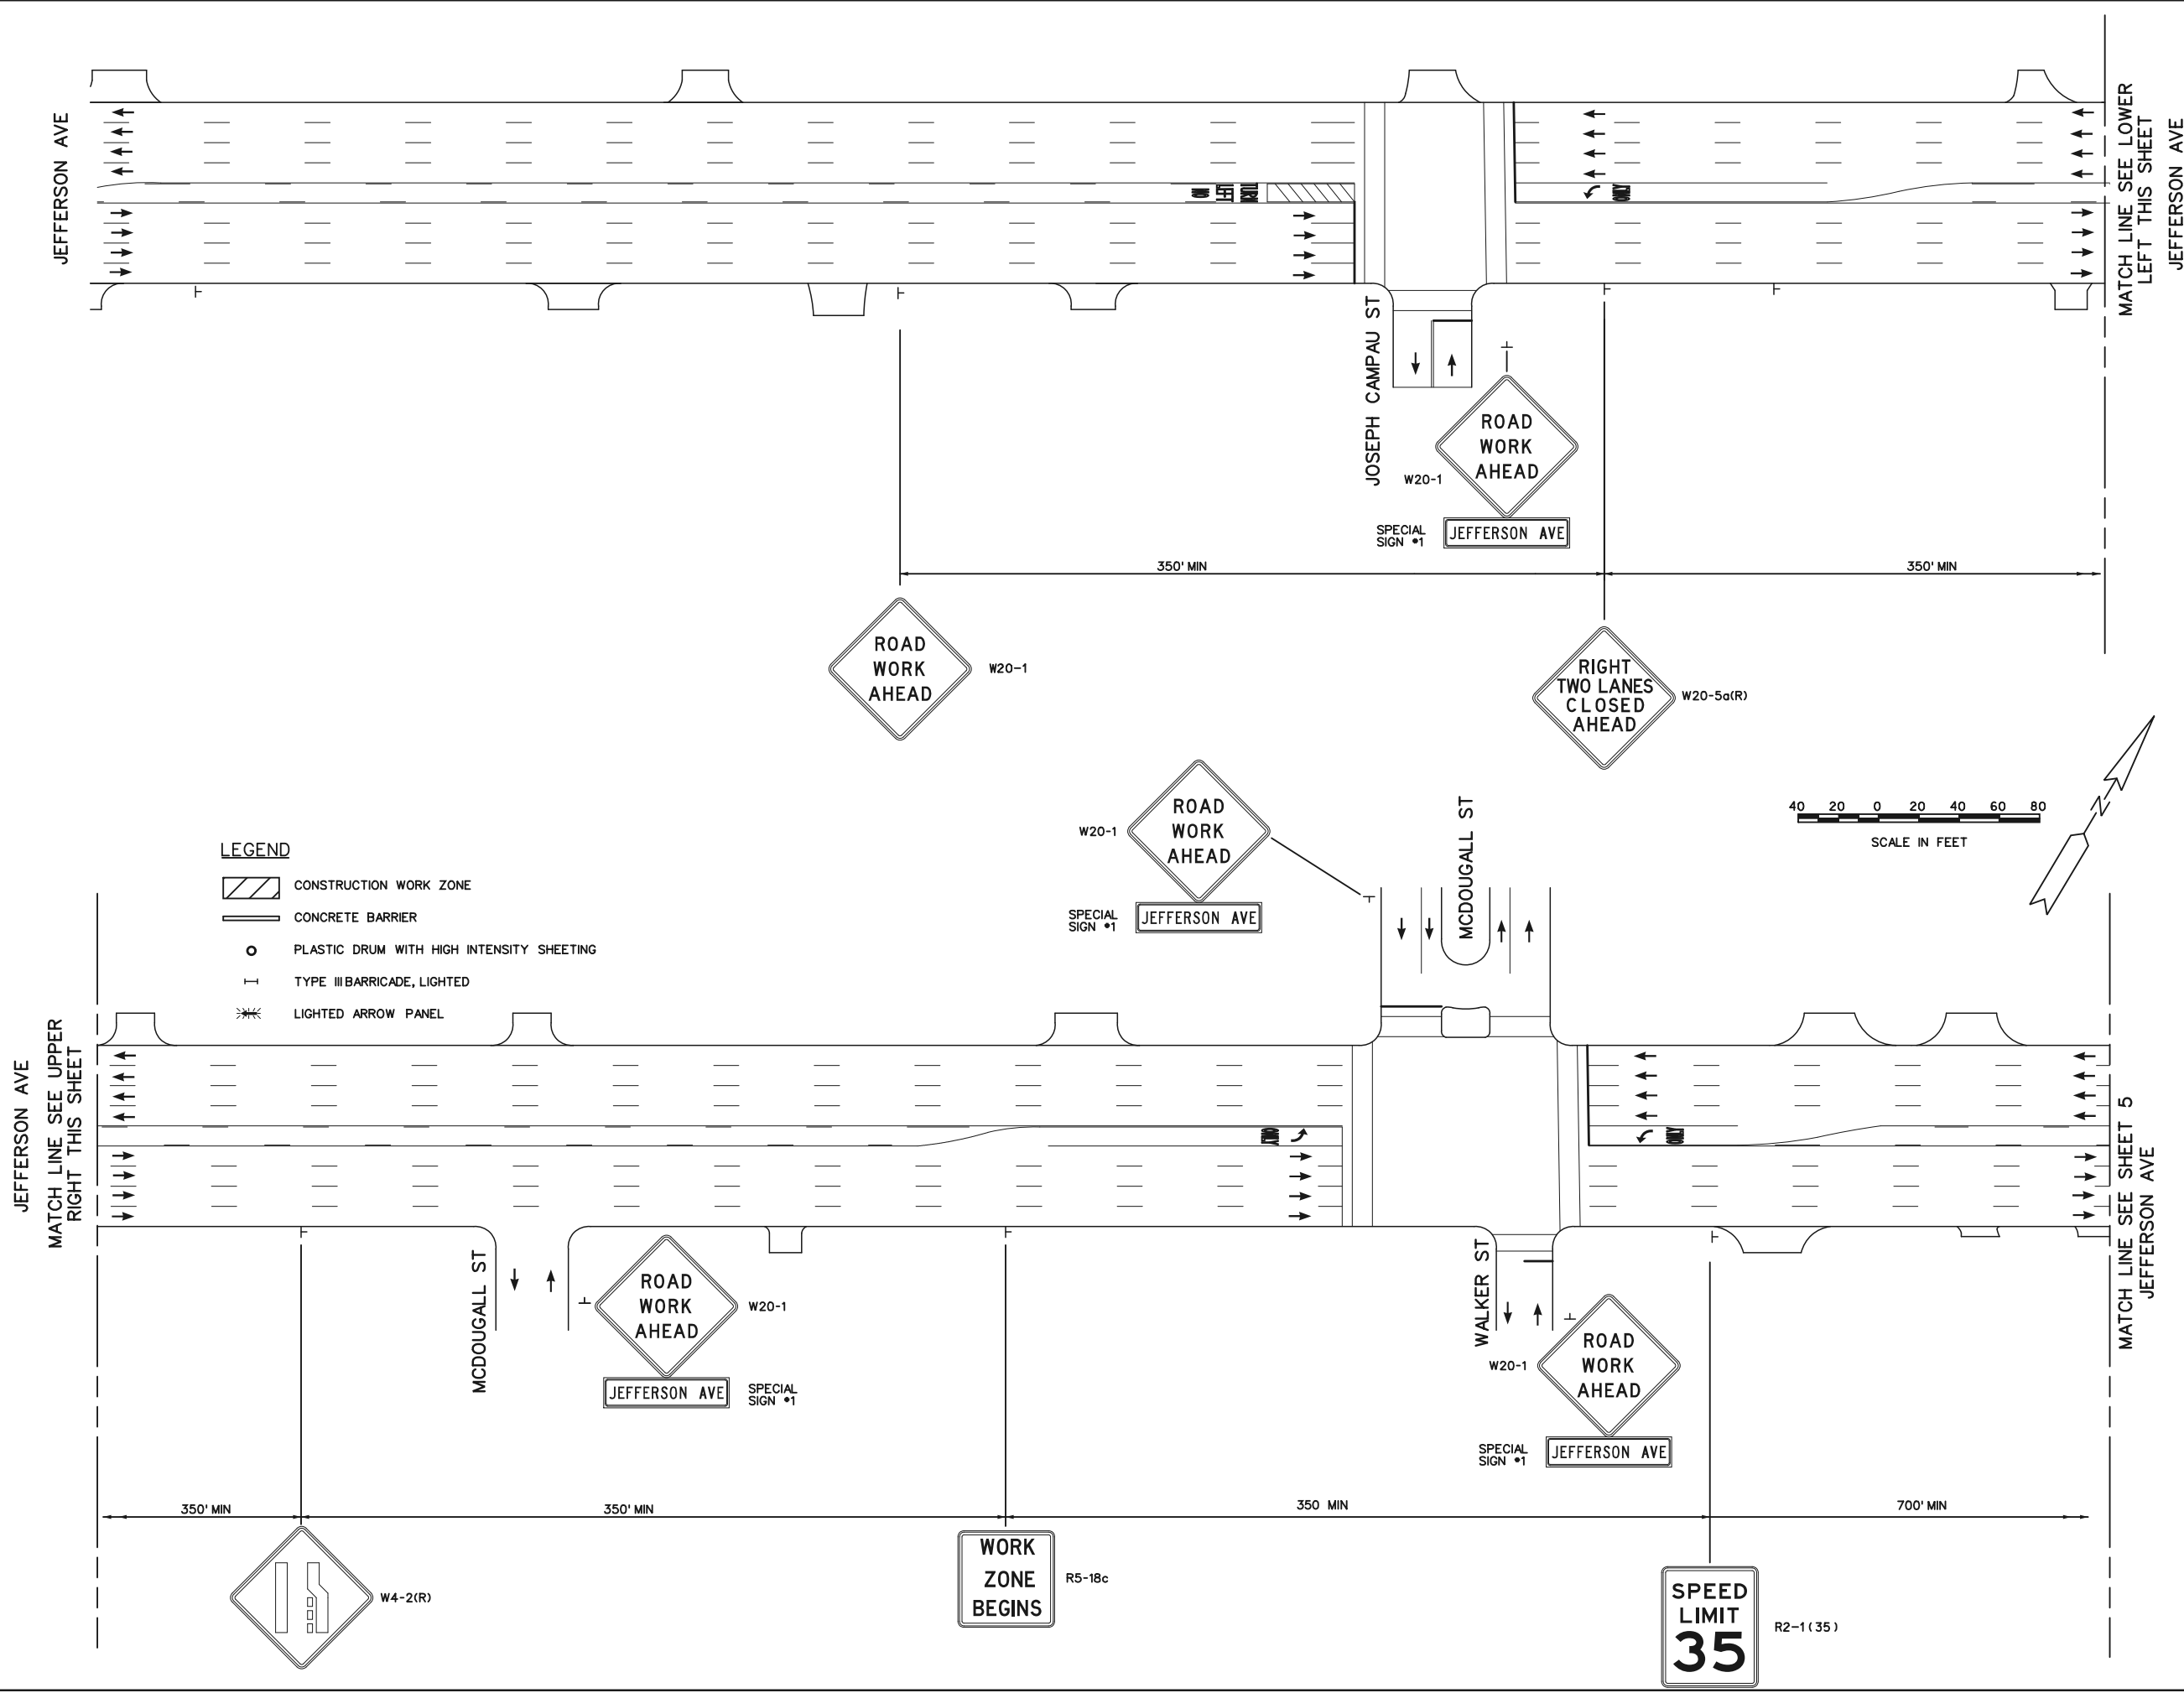 JEFFERSON AVE
NO
LEFT
TURN
ONLY
MATCH LINE SEE LOWER
LEFT THIS SHEET
JEFFERSON AVE
JOSEPH CAMPAU ST
ROAD
WORK
AHEAD
W20-1
SPECIAL
SIGN #1
JEFFERSON AVE
350' MIN
350' MIN
ROAD
WORK
AHEAD
W20-1
RIGHT
TWO LANES
CLOSED
AHEAD
W20-5a(R)
ROAD
WORK
AHEAD
W20-1
SPECIAL
SIGN #1
JEFFERSON AVE
MCDOUGALL ST
40 20 0 20 40 60 80
SCALE IN FEET
N
LEGEND
CONSTRUCTION WORK ZONE
CONCRETE BARRIER
PLASTIC DRUM WITH HIGH INTENSITY SHEETING
TYPE III BARRICADE, LIGHTED
LIGHTED ARROW PANEL
JEFFERSON AVE
MATCH LINE SEE UPPER
RIGHT THIS SHEET
ONLY
ONLY
MATCH LINE SEE SHEET 5
JEFFERSON AVE
MCDOUGALL ST
ROAD
WORK
AHEAD
W20-1
JEFFERSON AVE
SPECIAL
SIGN #1
WALKER ST
ROAD
WORK
AHEAD
W20-1
SPECIAL
SIGN #1
JEFFERSON AVE
350' MIN
350' MIN
350 MIN
700' MIN
W4-2(R)
WORK
ZONE
BEGINS
R5-18c
SPEED
LIMIT
35
R2-1(35)